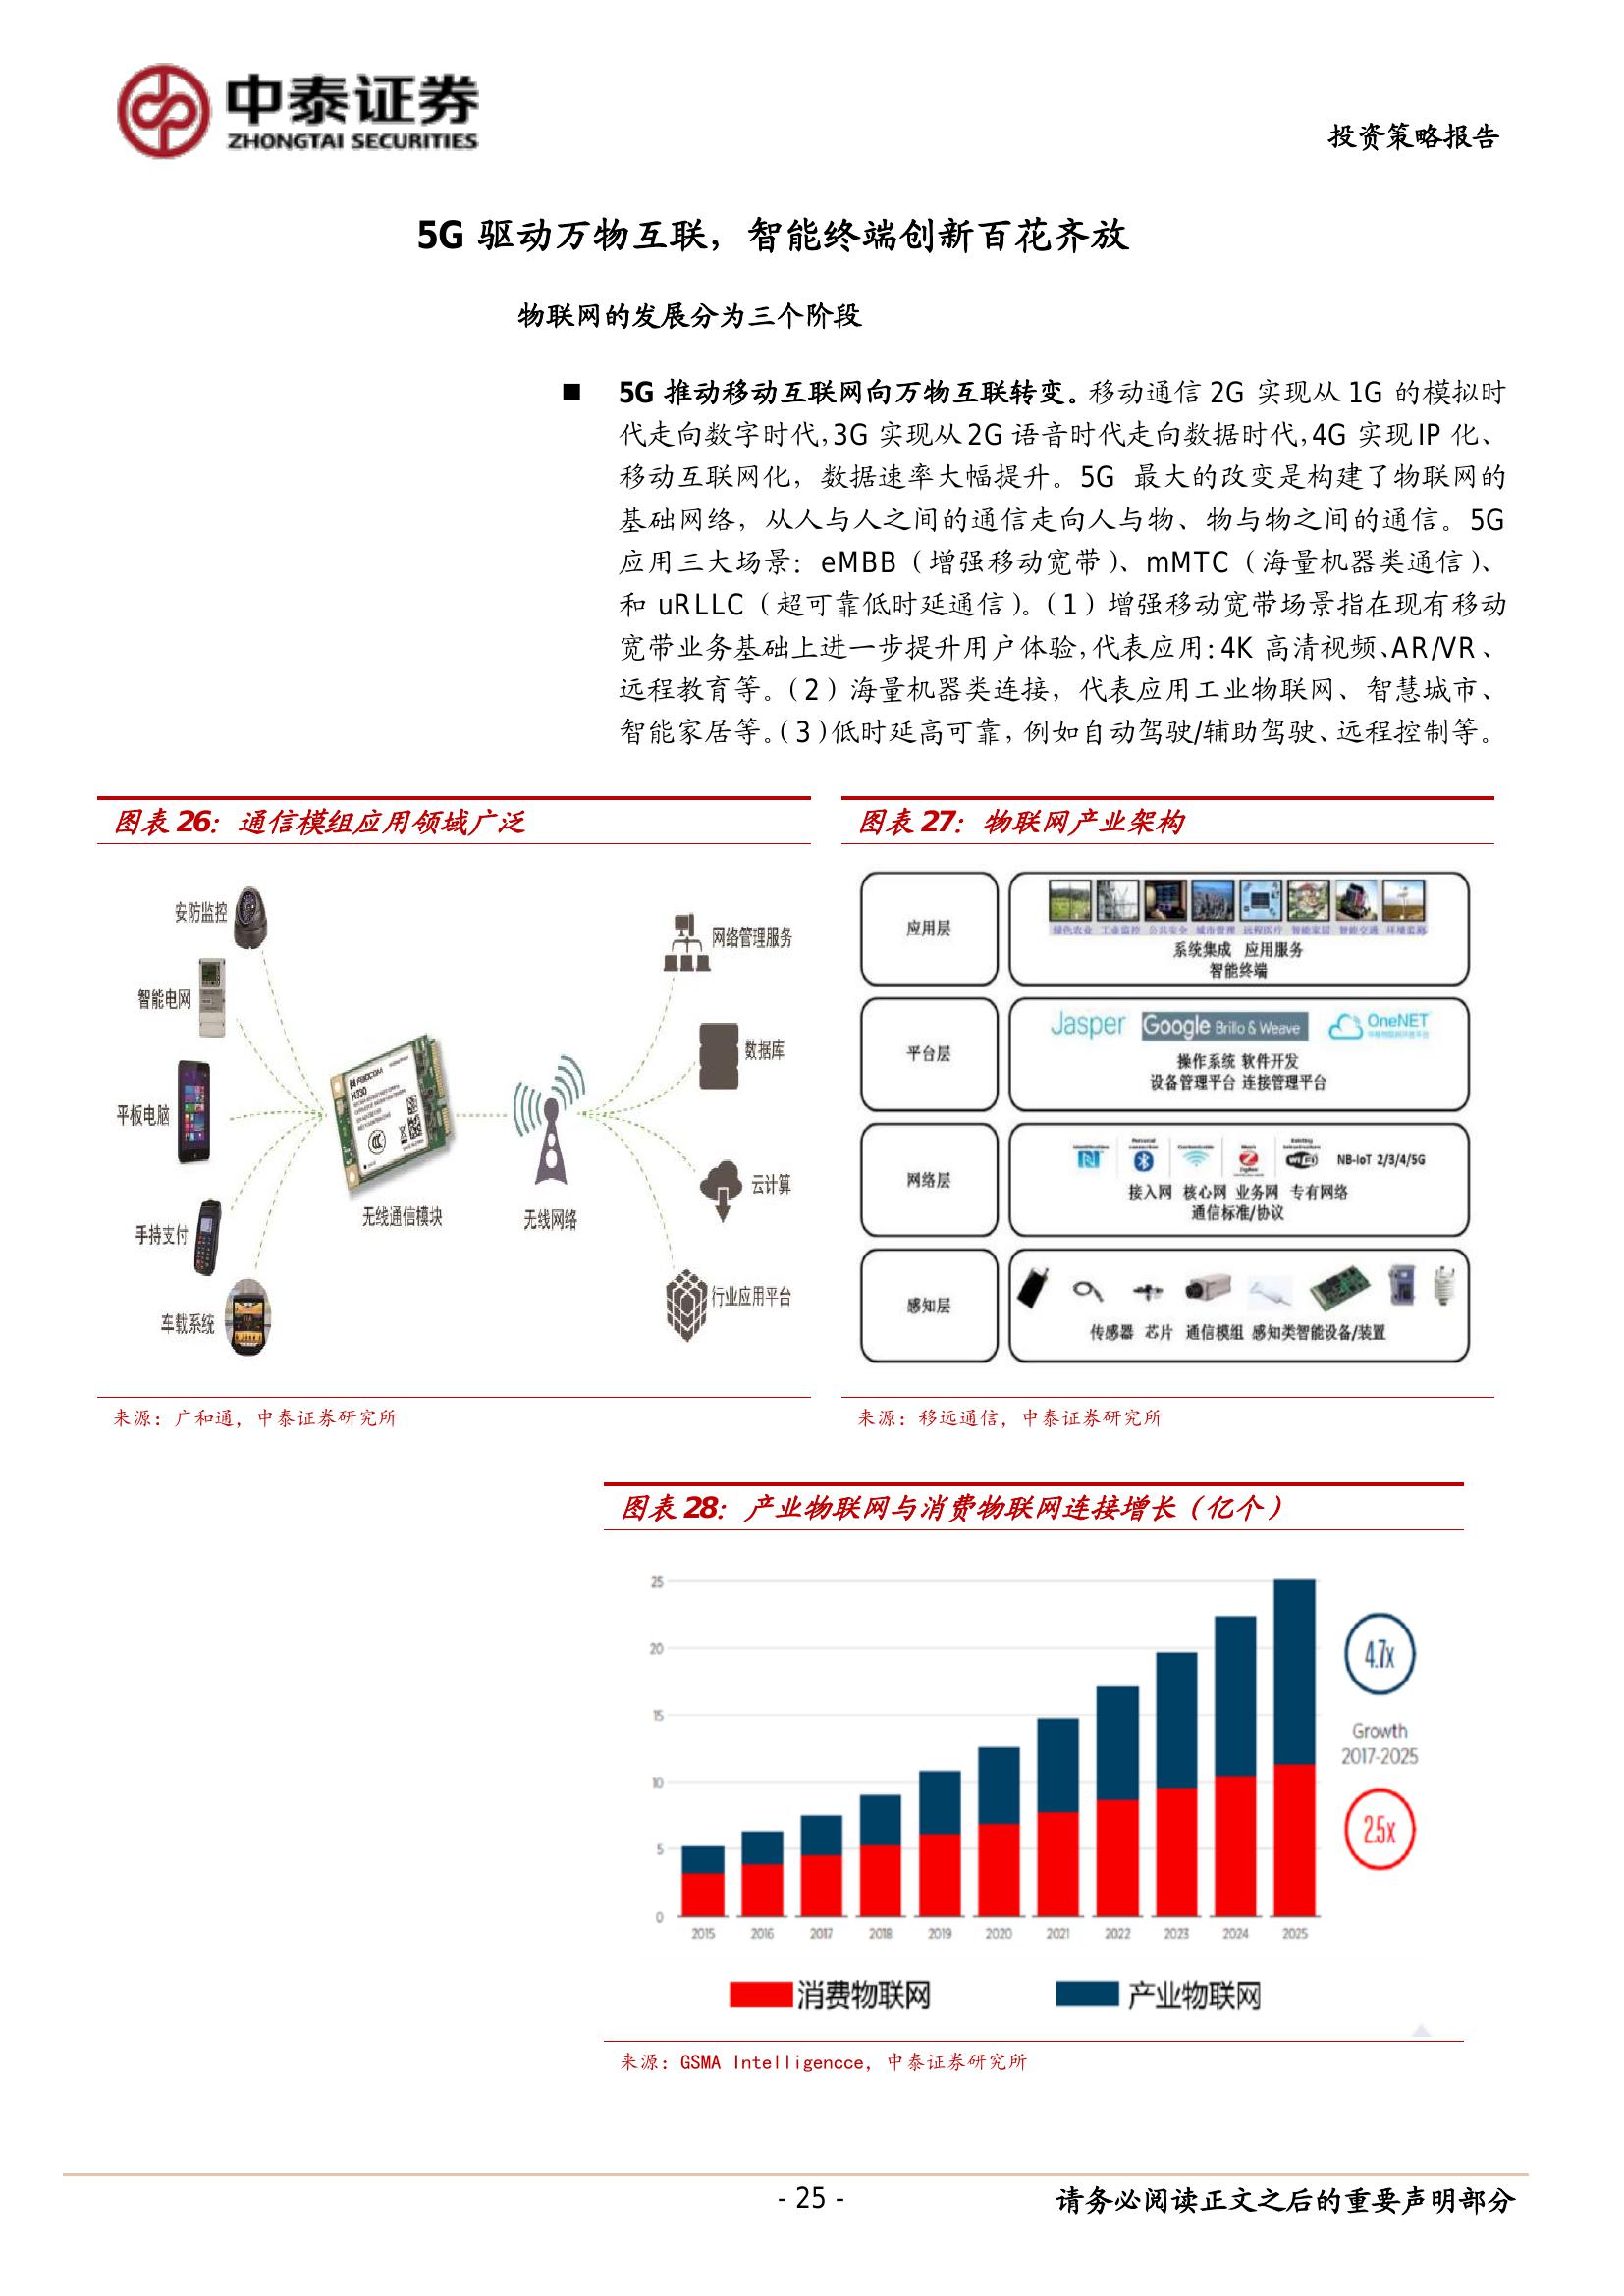 中泰证券
ZHONGTAI SECURITIES
投资策略报告
5G 驱动万物互联，智能终端创新百花齐放
物联网的发展分为三个阶段
■ 5G 推动移动互联网向万物互联转变。移动通信 2G 实现从 1G 的模拟时
代走向数字时代，3G 实现从 2G 语音时代走向数据时代，4G 实现 IP 化、
移动互联网化，数据速率大幅提升。5G 最大的改变是构建了物联网的
基础网络，从人与人之间的通信走向人与物、物与物之间的通信。5G
应用三大场景：eMBB（增强移动宽带）、mMTC（海量机器类通信）、
和 uRLLC（超可靠低时延通信）。（1）增强移动宽带场景指在现有移动
宽带业务基础上进一步提升用户体验，代表应用：4K 高清视频、AR/VR、
远程教育等。（2）海量机器类连接，代表应用工业物联网、智慧城市、
智能家居等。（3）低时延高可靠，例如自动驾驶/辅助驾驶、远程控制等。
图表 26：通信模组应用领域广泛
安防监控
智能电网
平板电脑
手持支付
车载系统
FIBOCOM
H330
无线通信模块
无线网络
网络管理服务
数据库
云计算
行业应用平台
来源：广和通，中泰证券研究所
图表 27：物联网产业架构
应用层
绿色农业 工业监控 公共安全 城市管理 远程医疗 智能家居 智能交通 环境监测
系统集成 应用服务
智能终端
平台层
Jasper Google Brillo & Weave OneNET
操作系统 软件开发
设备管理平台 连接管理平台
网络层
WiFi NB-IoT 2/3/4/5G
接入网 核心网 业务网 专有网络
通信标准/协议
感知层
传感器 芯片 通信模组 感知类智能设备/装置
来源：移远通信，中泰证券研究所
图表 28：产业物联网与消费物联网连接增长（亿个）
25
20
15
10
5
0
2015 2016 2017 2018 2019 2020 2021 2022 2023 2024 2025
4.7x
Growth
2017-2025
2.5x
消费物联网 产业物联网
来源：GSMA Intelligencce，中泰证券研究所
- 25 -
请务必阅读正文之后的重要声明部分